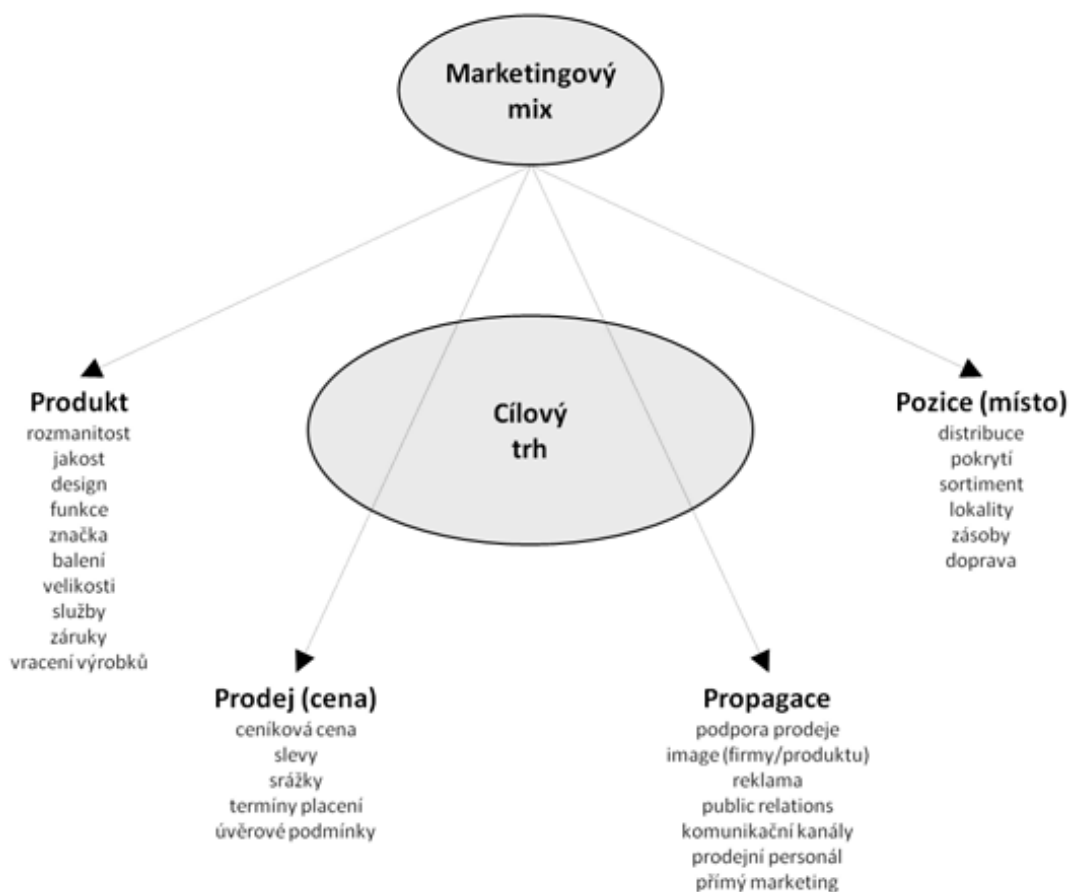 Marketingový
mix
Cílový
trh
Produkt
rozmanitost
jakost
design
funkce
značka
balení
velikosti
služby
záruky
vracení výrobků
Prodej (cena)
ceníková cena
slevy
srážky
termíny placení
úvěrové podmínky
Propagace
podpora prodeje
image (firmy/produktu)
reklama
public relations
komunikační kanály
prodejní personál
přímý marketing
Pozice (místo)
distribuce
pokrytí
sortiment
lokality
zásoby
doprava